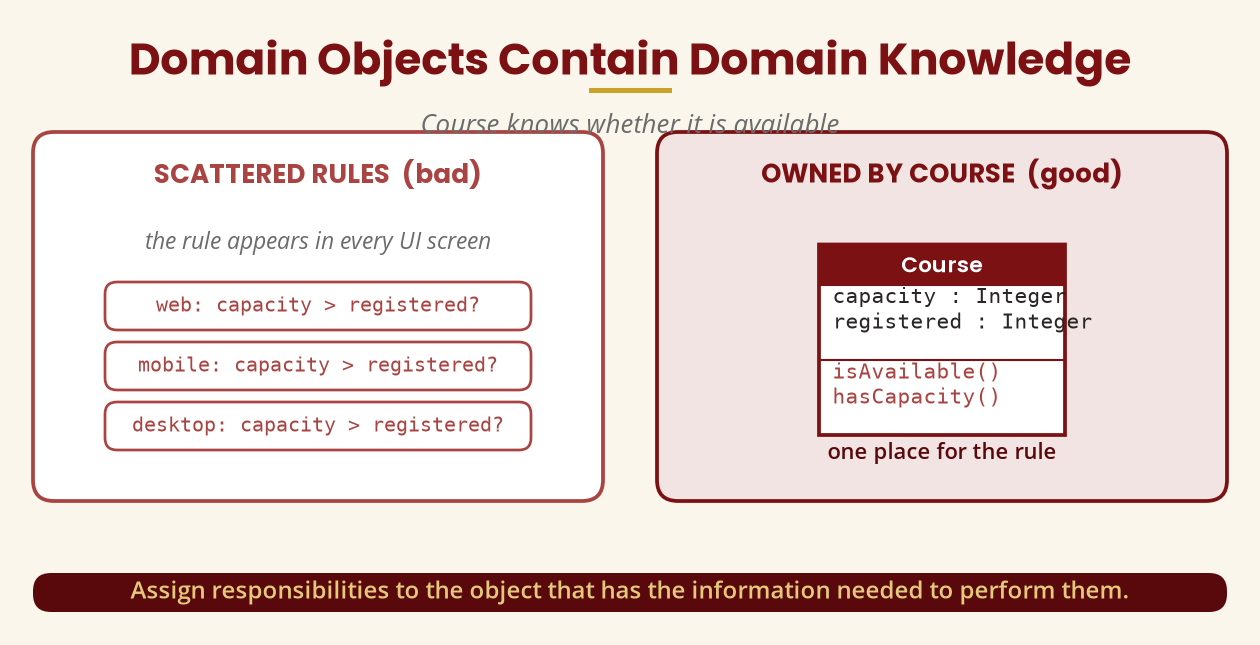 Domain Objects Contain Domain Knowledge
Course knows whether it is available
SCATTERED RULES (bad)
the rule appears in every UI screen
web: capacity > registered?
mobile: capacity > registered?
desktop: capacity > registered?
OWNED BY COURSE (good)
Course
capacity : Integer
registered : Integer
isAvailable()
hasCapacity()
one place for the rule
Assign responsibilities to the object that has the information needed to perform them.